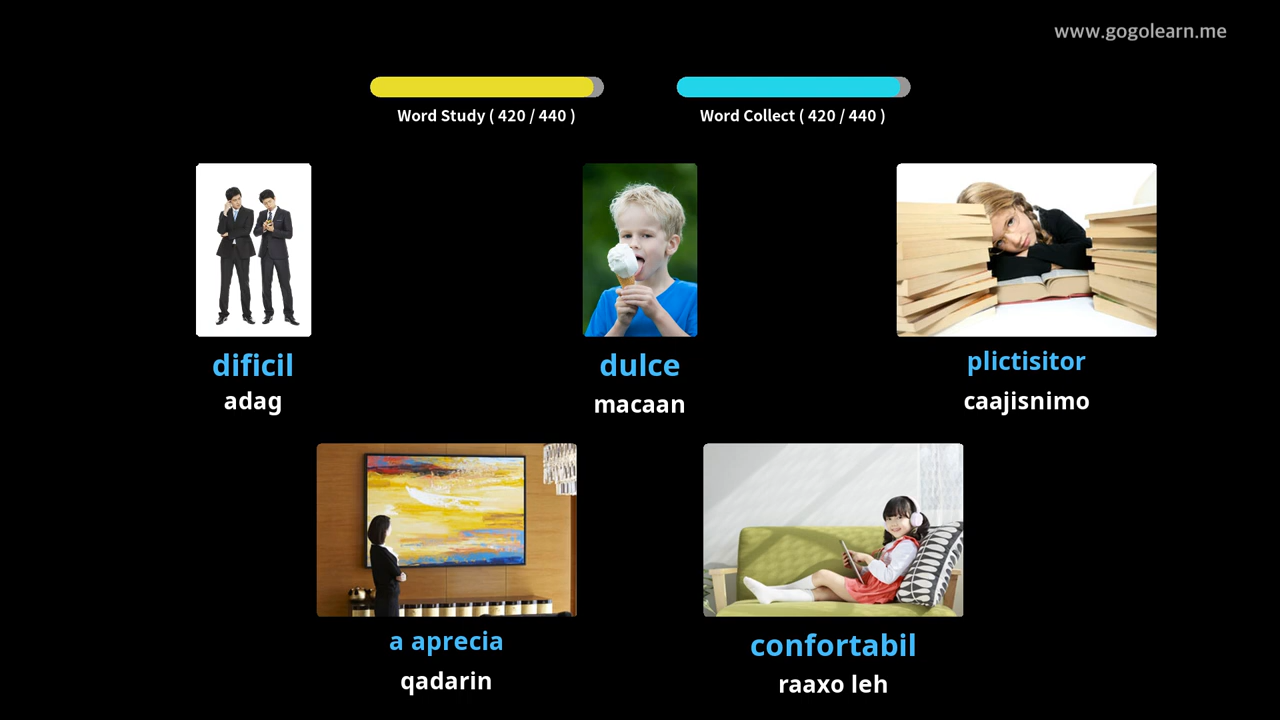 www.gogolearn.me
Word Study ( 420 / 440 )
Word Collect ( 420 / 440 )
dificil
adag
dulce
macaan
plictisitor
caajisnimo
a aprecia
qadarin
confortabil
raaxo leh